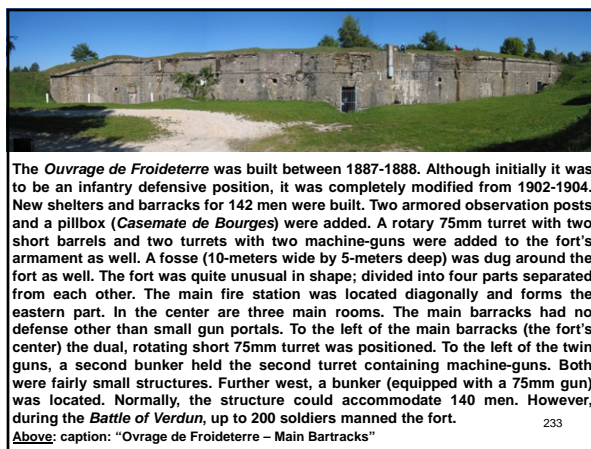 The Ouvrage de Froideterre was built between 1887-1888. Although initially it was
to be an infantry defensive position, it was completely modified from 1902-1904.
New shelters and barracks for 142 men were built. Two armored observation posts
and a pillbox (Casemate de Bourges) were added. A rotary 75mm turret with two
short barrels and two turrets with two machine-guns were added to the fort's
armament as well. A fosse (10-meters wide by 5-meters deep) was dug around the
fort as well. The fort was quite unusual in shape; divided into four parts separated
from each other. The main fire station was located diagonally and forms the
eastern part. In the center are three main rooms. The main barracks had no
defense other than small gun portals. To the left of the main barracks (the fort's
center) the dual, rotating short 75mm turret was positioned. To the left of the twin
guns, a second bunker held the second turret containing machine-guns. Both
were fairly small structures. Further west, a bunker (equipped with a 75mm gun)
was located. Normally, the structure could accommodate 140 men. However,
during the Battle of Verdun, up to 200 soldiers manned the fort.
Above: caption: “Ovrage de Froideterre – Main Bartracks”
233